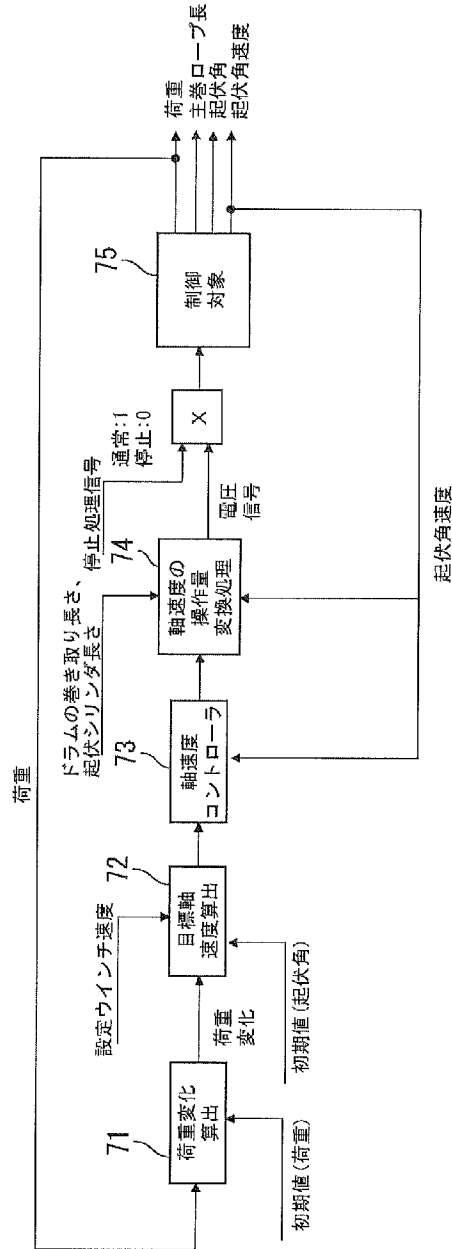 荷重
71
荷重変化
算出
初期値(荷重)
荷重
変化
設定ウインチ速度
72
目標軸
速度算出
初期値(起伏角)
73
軸速度
コントローラ
ドラムの巻き取り長さ、
起伏シリンダ長さ
74
軸速度の
操作量
変換処理
電圧
信号
停止処理信号
通常:1
停止:0
X
75
制御
対象
荷重
主巻ロープ長
起伏角
起伏角速度
起伏角速度